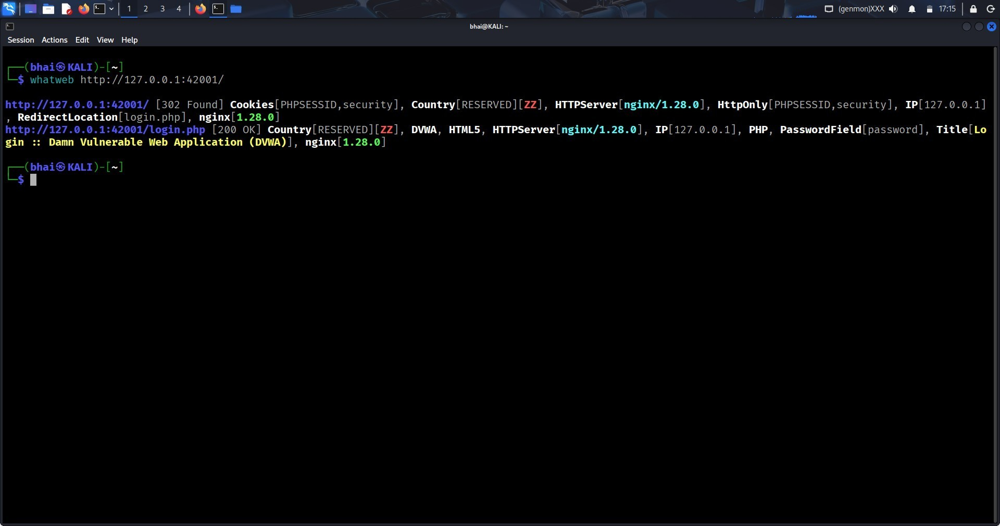 1 2 3 4 (genmon)XXX 17:15
bhai@KALI: ~
Session Actions Edit View Help
┌──(bhai㉿KALI)-[~]
└─$ whatweb http://127.0.0.1:42001/
http://127.0.0.1:42001/ [302 Found] Cookies[PHPSESSID,security], Country[RESERVED][ZZ], HTTPServer[nginx/1.28.0], HttpOnly[PHPSESSID,security], IP[127.0.0.1]
, RedirectLocation[login.php], nginx[1.28.0]
http://127.0.0.1:42001/login.php [200 OK] Country[RESERVED][ZZ], DVWA, HTML5, HTTPServer[nginx/1.28.0], IP[127.0.0.1], PHP, PasswordField[password], Title[Lo
gin :: Damn Vulnerable Web Application (DVWA)], nginx[1.28.0]
┌──(bhai㉿KALI)-[~]
└─$